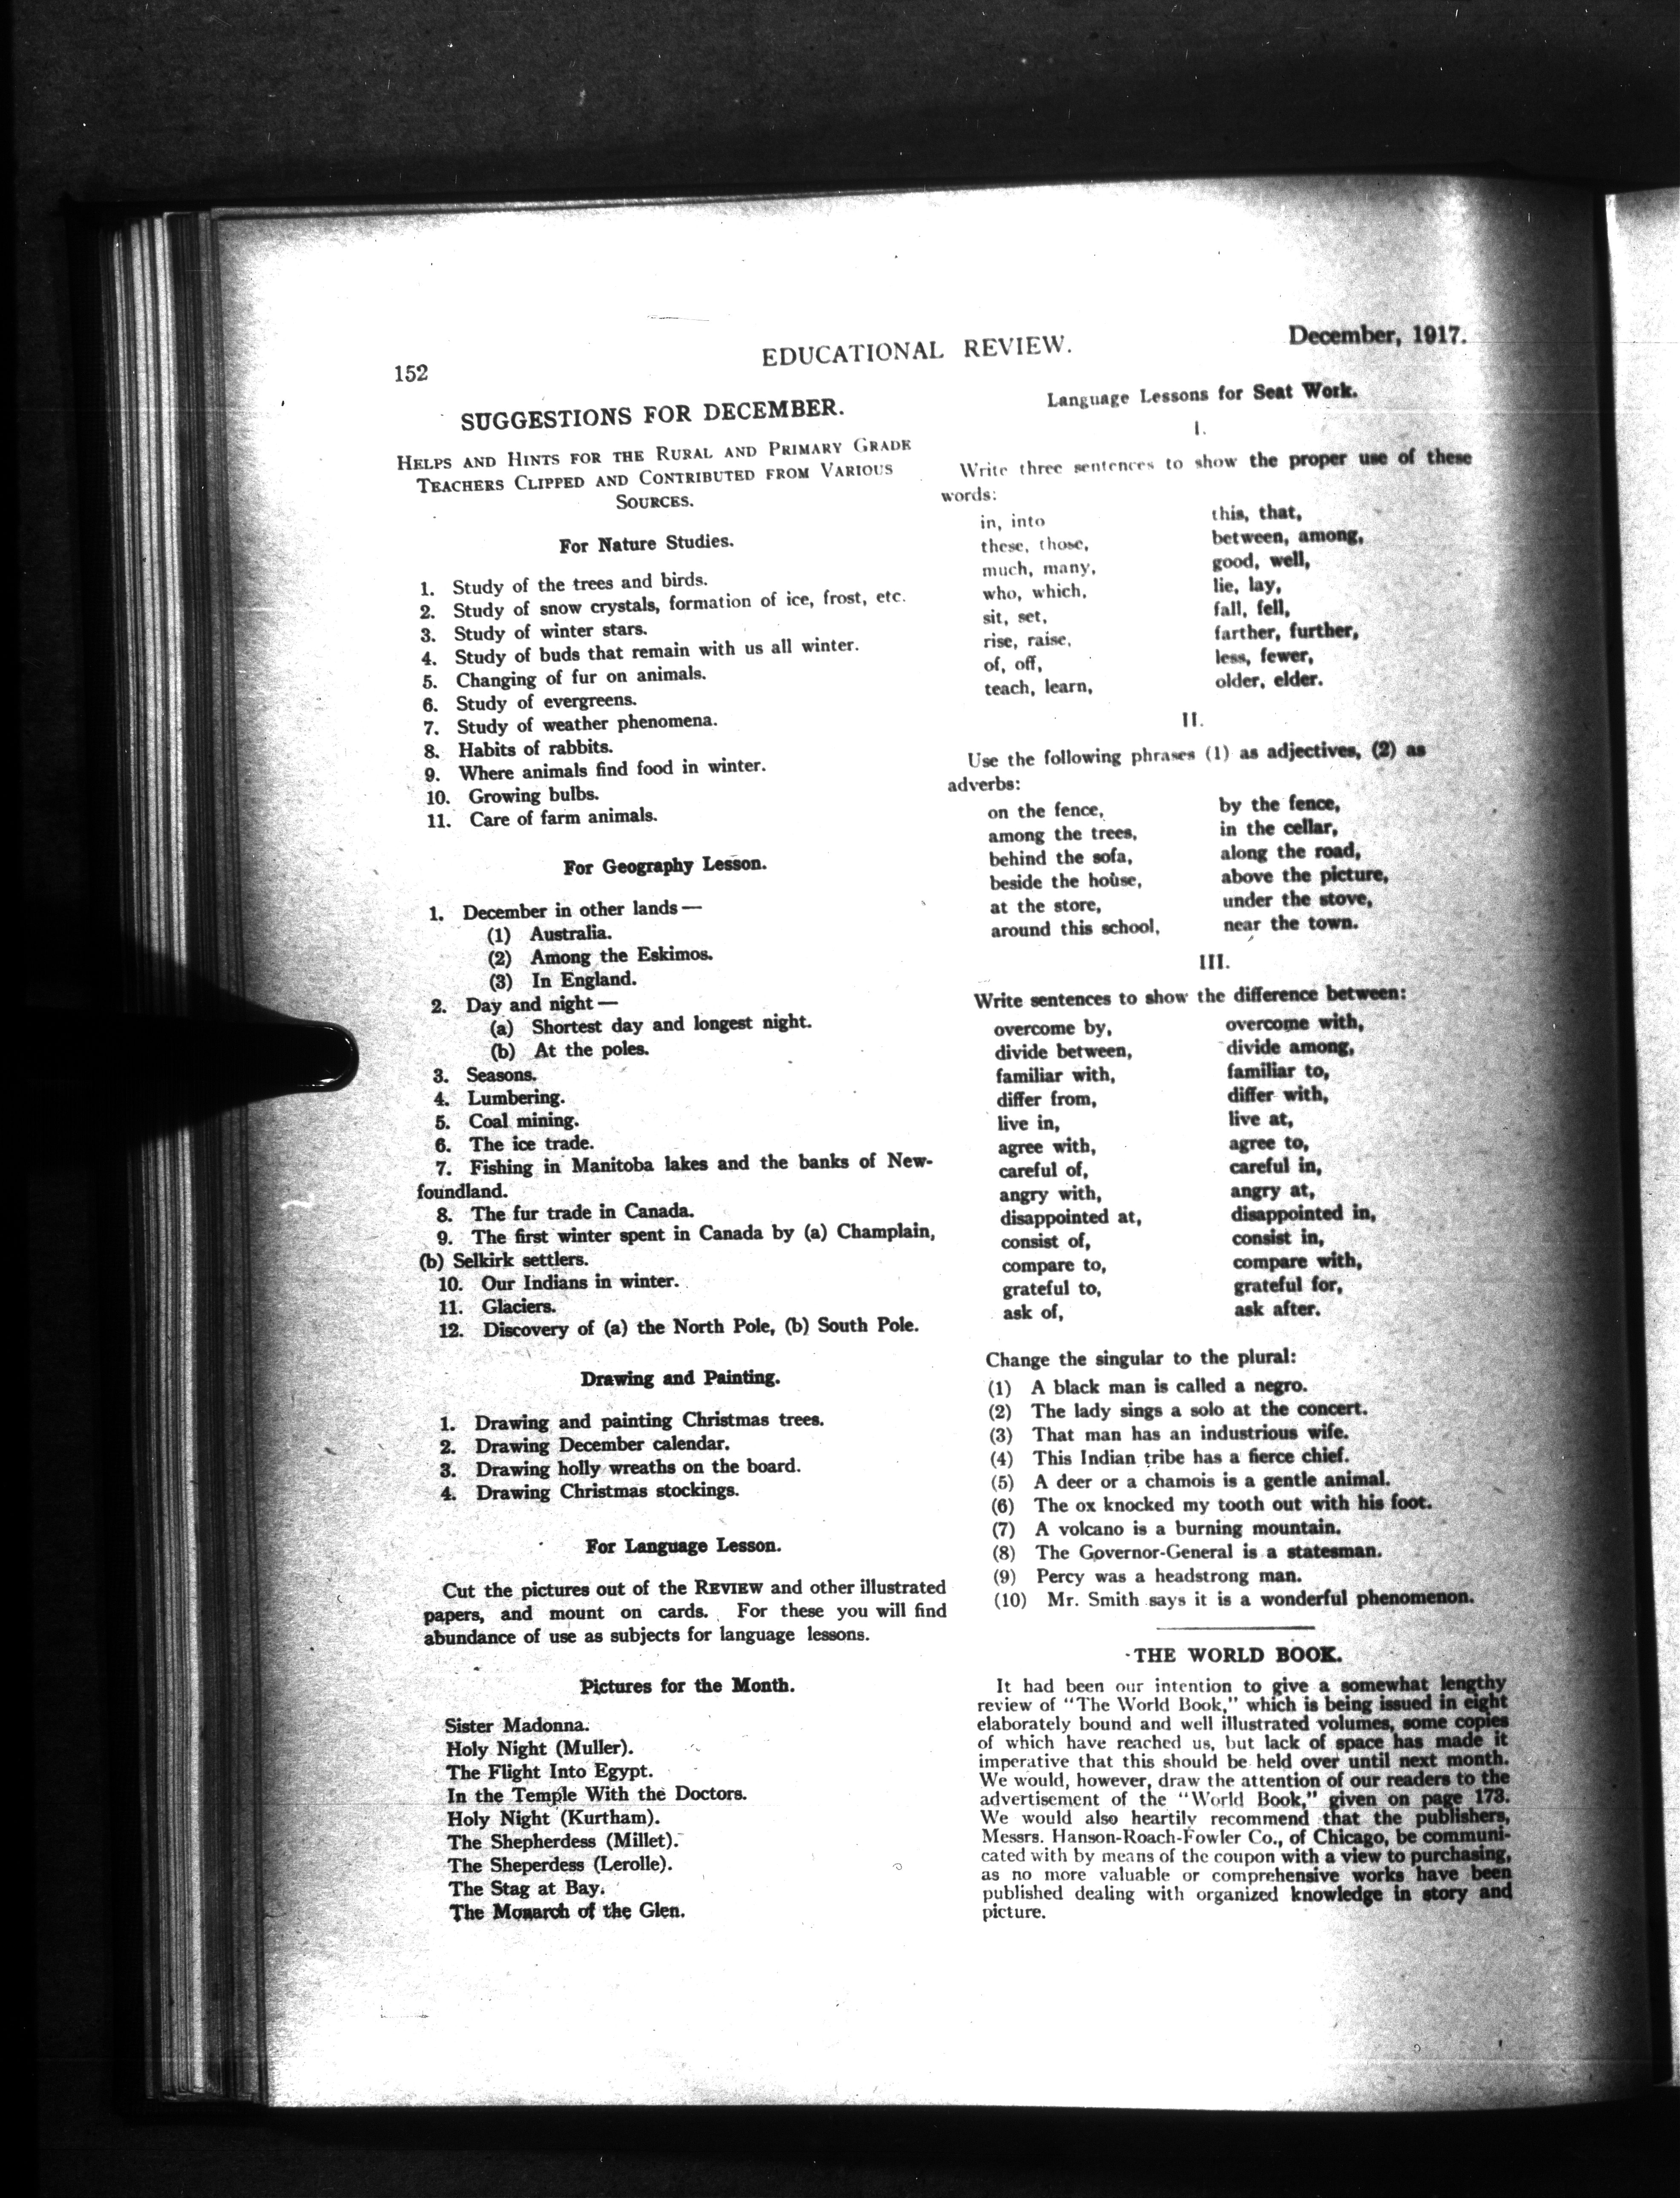 152
EDUCATIONAL REVIEW.
December, 1917.
SUGGESTIONS FOR DECEMBER.
HELPS AND HINTS FOR THE RURAL AND PRIMARY GRADE
TEACHERS CLIPPED AND CONTRIBUTED FROM VARIOUS
SOURCES.
For Nature Studies.
1. Study of the trees and birds.
2. Study of snow crystals, formation of ice, frost, etc.
3. Study of winter stars.
4. Study of buds that remain with us all winter.
5. Changing of fur on animals.
6. Study of evergreens.
7. Study of weather phenomena.
8. Habits of rabbits.
9. Where animals find food in winter.
10. Growing bulbs.
11. Care of farm animals.
For Geography Lesson.
1. December in other lands—
(1) Australia.
(2) Among the Eskimos.
(3) In England.
2. Day and night—
(a) Shortest day and longest night.
(b) At the poles.
3. Seasons.
4. Lumbering.
5. Coal mining.
6. The ice trade.
7. Fishing in Manitoba lakes and the banks of New-
foundland.
8. The fur trade in Canada.
9. The first winter spent in Canada by (a) Champlain,
(b) Selkirk settlers.
10. Our Indians in winter.
11. Glaciers.
12. Discovery of (a) the North Pole, (b) South Pole.
Drawing and Painting.
1. Drawing and painting Christmas trees.
2. Drawing December calendar.
3. Drawing holly wreaths on the board.
4. Drawing Christmas stockings.
For Language Lesson.
Cut the pictures out of the REVIEW and other illustrated
papers, and mount on cards. For these you will find
abundance of use as subjects for language lessons.
Pictures for the Month.
Sister Madonna.
Holy Night (Muller).
The Flight Into Egypt.
In the Temple With the Doctors.
Holy Night (Kurtham).
The Shepherdess (Millet).
The Sheperdess (Lerolle).
The Stag at Bay.
The Monarch of the Glen.
Language Lessons for Seat Work.
I.
Write three sentences to show the proper use of these
words:
in, into this, that,
these, those, between, among,
much, many, good, well,
who, which, lie, lay,
sit, set, fall, fell,
rise, raise, farther, further,
of, off, less, fewer,
teach, learn, older, elder.
II.
Use the following phrases (1) as adjectives, (2) as
adverbs:
on the fence, by the fence,
among the trees, in the cellar,
behind the sofa, along the road,
beside the house, above the picture,
at the store, under the stove,
around this school, near the town.
III.
Write sentences to show the difference between:
overcome by, overcome with,
divide between, divide among,
familiar with, familiar to,
differ from, differ with,
live in, live at,
agree with, agree to,
careful of, careful in,
angry with, angry at,
disappointed at, disappointed in,
consist of, consist in,
compare to, compare with,
grateful to, grateful for,
ask of, ask after.
Change the singular to the plural:
(1) A black man is called a negro.
(2) The lady sings a solo at the concert.
(3) That man has an industrious wife.
(4) This Indian tribe has a fierce chief.
(5) A deer or a chamois is a gentle animal.
(6) The ox knocked my tooth out with his foot.
(7) A volcano is a burning mountain.
(8) The Governor-General is a statesman.
(9) Percy was a headstrong man.
(10) Mr. Smith says it is a wonderful phenomenon.
THE WORLD BOOK.
It had been our intention to give a somewhat lengthy
review of "The World Book," which is being issued in eight
elaborately bound and well illustrated volumes, some copies
of which have reached us, but lack of space has made it
imperative that this should be held over until next month.
We would, however, draw the attention of our readers to the
advertisement of the "World Book," given on page 173.
We would also heartily recommend that the publishers,
Messrs. Hanson-Roach-Fowler Co., of Chicago, be communi-
cated with by means of the coupon with a view to purchasing,
as no more valuable or comprehensive works have been
published dealing with organized knowledge in story and
picture.